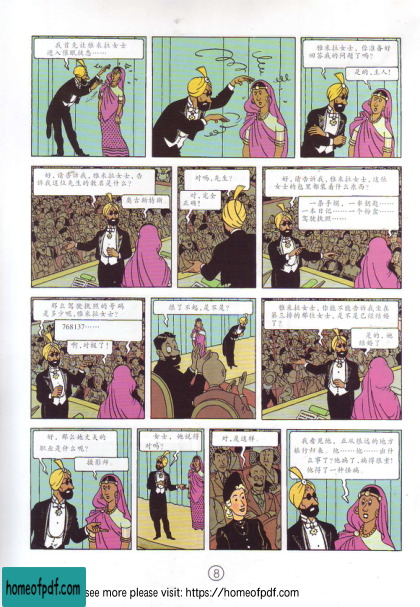 我首先让雅米拉女士
进入催眠状态……
雅米拉女士，你准备好
回答我的问题了吗？
是的，主人！
好，请告诉我，雅米拉女士，告
诉我这位先生的教名是什么？
奥古斯特斯
对吗，先生？
对，完全
正确！
好，请告诉我，雅米拉女士，这位
女士的包里都装着什么东西？
一条手绢，一串钥匙……
一本日记……一个粉盒……
驾驶执照……
那么驾驶执照的号码
是多少呢，雅米拉女士？
768137……
啊，对极了！
很了不起，是不是？
雅米拉女士，你能不能告诉我坐在
第三排的那位女士，是不是已经结婚
了？
是的，她
结婚了
好，那么她丈夫的
职业是什么呢？
摄影师。
女士，她说得
对吗？
对，是这样。
我看见他，正从很远的地方
旅行归来。他……他……出什
么事了？他病了，病得很重！
他得了一种怪病。
8
homeofpdf.com
see more please visit: https://homeofpdf.com